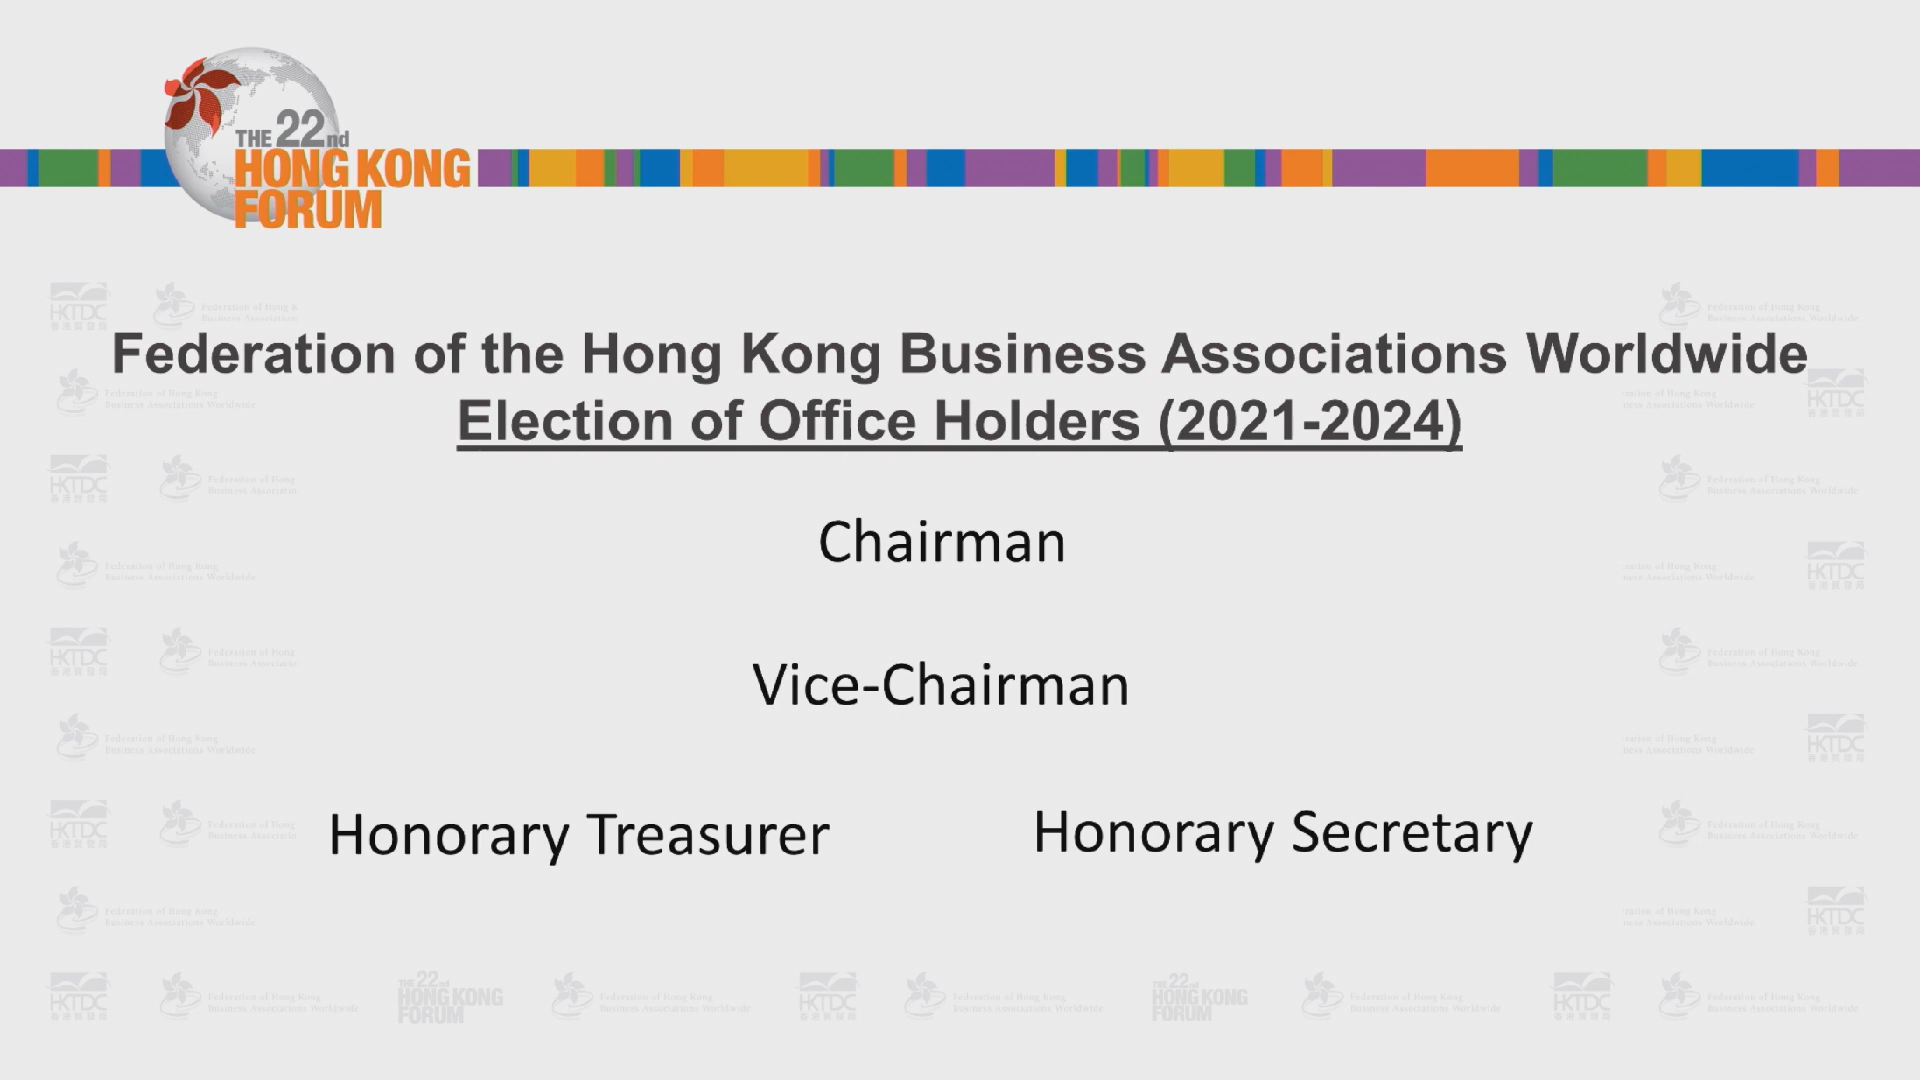 THE 22nd
HONG KONG
FORUM
Federation of the Hong Kong Business Associations Worldwide
Election of Office Holders (2021-2024)
Chairman
Vice-Chairman
Honorary Treasurer
Honorary Secretary